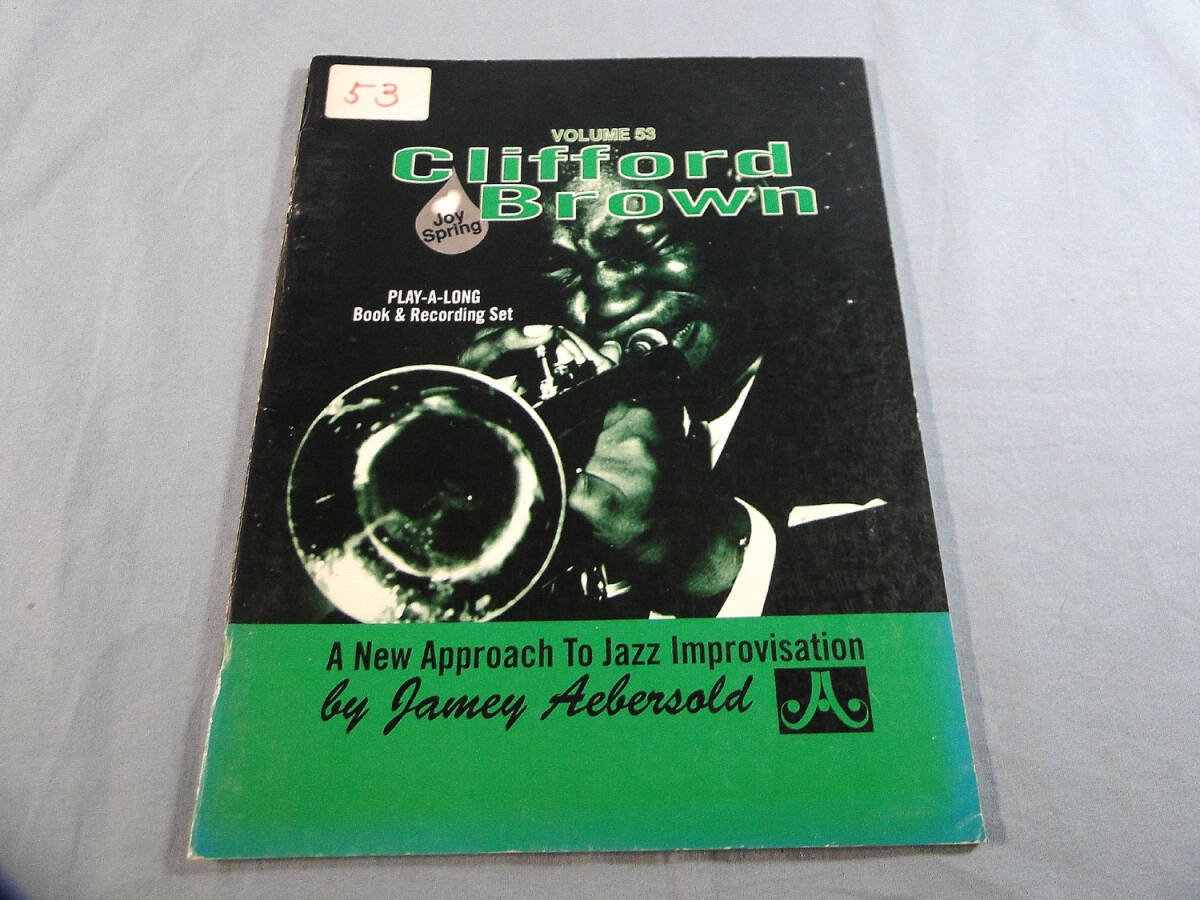 53
VOLUME 53
Clifford
Brown
Joy
Spring
PLAY-A-LONG
Book & Recording Set
A New Approach To Jazz Improvisation
by Jamey Aebersold
A